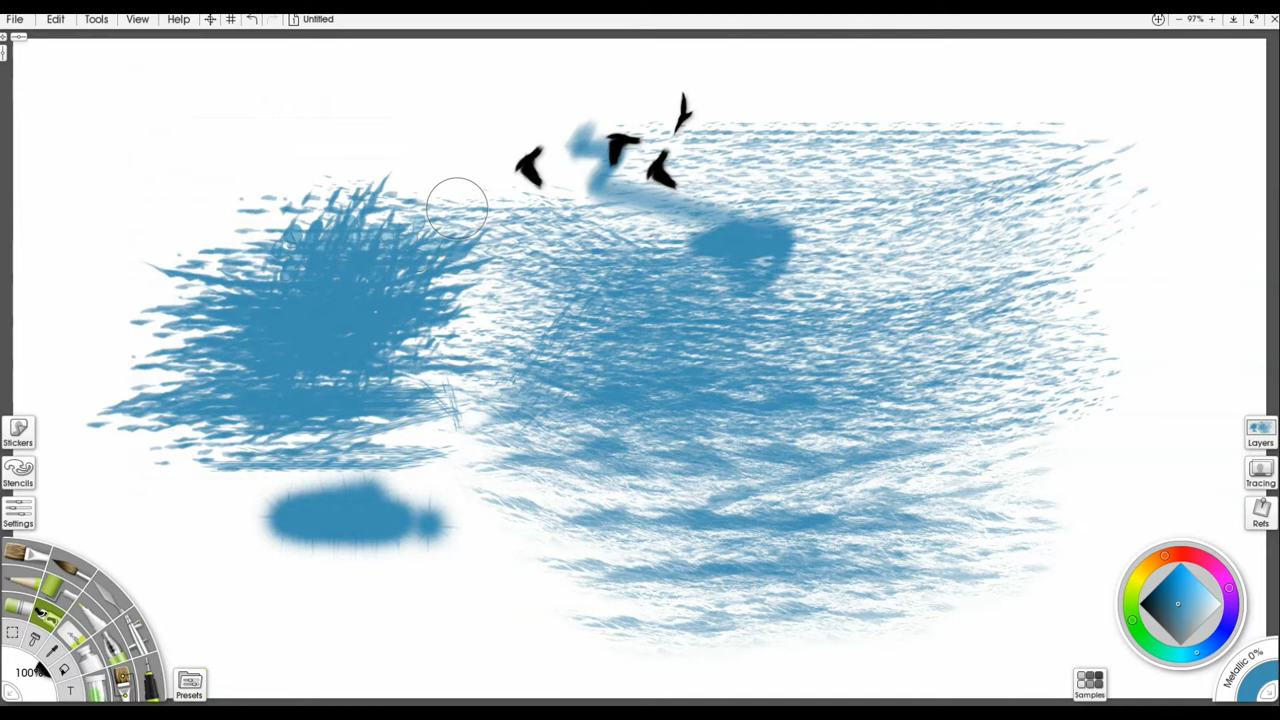 File Edit Tools View Help Untitled 97%
Stickers
Stencils
Settings
100%
T
Presets
Layers
Tracing
Refs
Samples
Metallic 0%